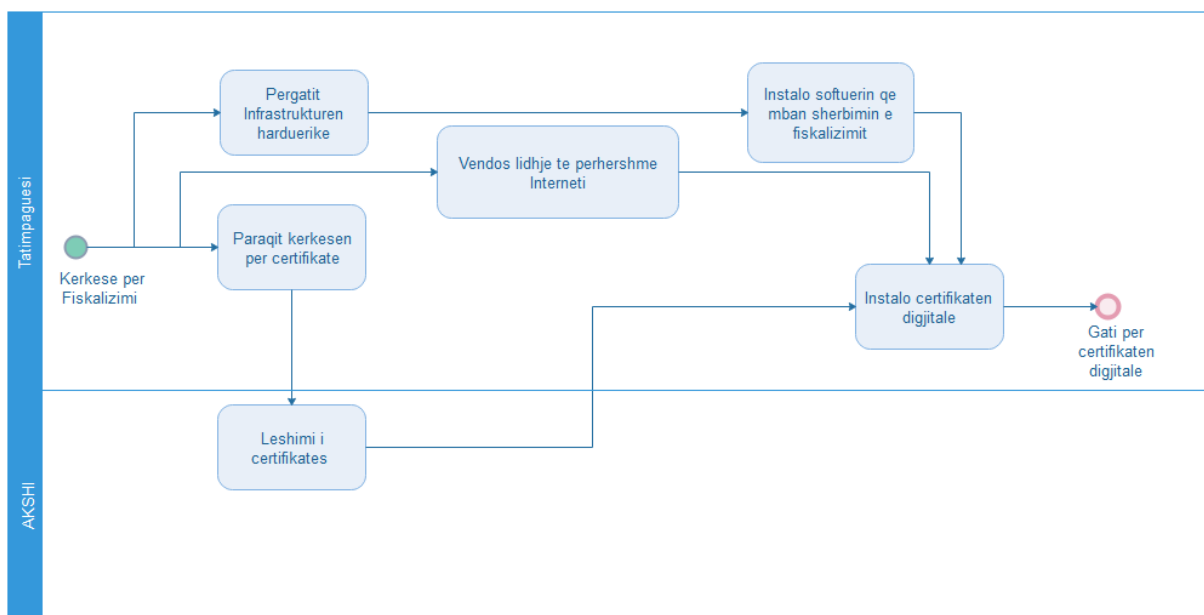 Tatimpaguesi
AKSHI
Kerkese per
Fiskalizimi
Pergatit
Infrastrukturen
harduerike
Instalo softuerin qe
mban sherbimin e
fiskalizimit
Vendos lidhje te perhershme
Interneti
Paraqit kerkesen
per certifikate
Instalo certifikaten
digjitale
Gati per
certifikaten
digjitale
Leshimi i
certifikates